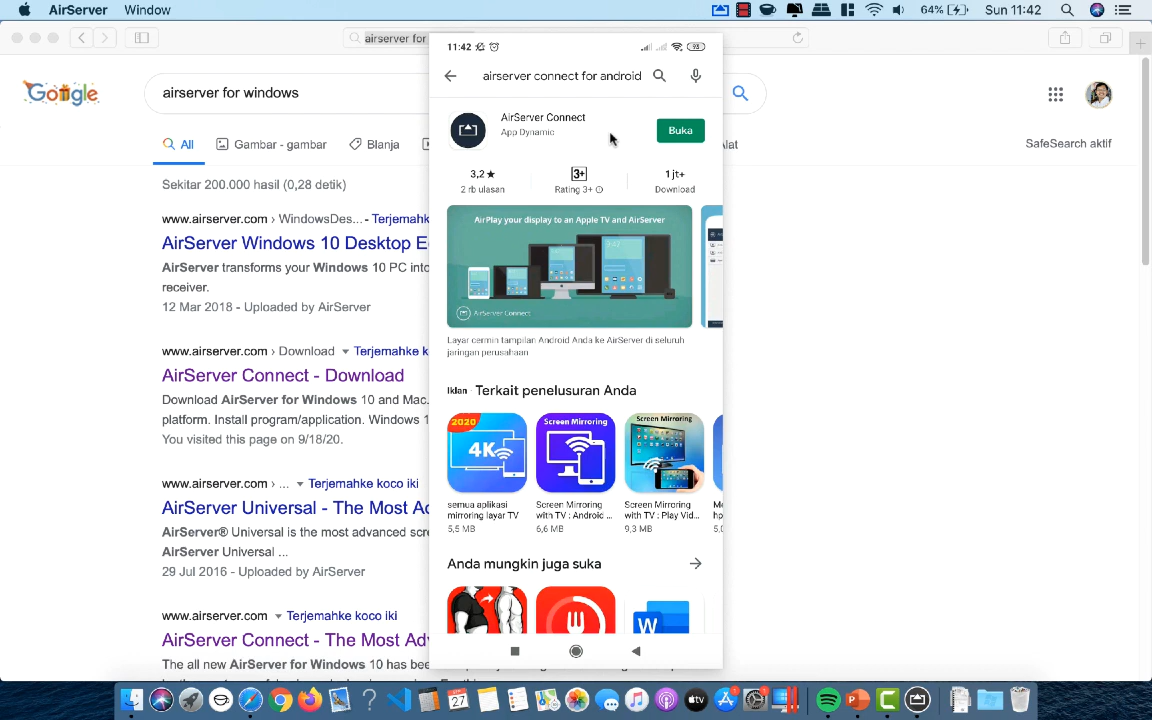 AirServer Window
64% Sun 11:42
airserver for
Google
airserver for windows
All Gambar - gambar Blanja
SafeSearch aktif
Sekitar 200.000 hasil (0,28 detik)
www.airserver.com › WindowsDes... - Terjemahk
AirServer Windows 10 Desktop E
AirServer transforms your Windows 10 PC into
receiver.
12 Mar 2018 - Uploaded by AirServer
www.airserver.com › Download ▼ Terjemahke k
AirServer Connect - Download
Download AirServer for Windows 10 and Mac.
platform. Install program/application. Windows 1
You visited this page on 9/18/20.
www.airserver.com › ... ▼ Terjemahke koco iki
AirServer Universal - The Most Ad
AirServer® Universal is the most advanced scre
AirServer Universal ...
29 Jul 2016 - Uploaded by AirServer
www.airserver.com ▼ Terjemahke koco iki
AirServer Connect - The Most Adv
The all new AirServer for Windows 10 has bee
11:42
93
airserver connect for android
AirServer Connect
App Dynamic
Buka
3,2★
2 rb ulasan
3+
Rating 3+
1 jt+
Download
AirPlay your display to an Apple TV and AirServer
AirServer Connect
Layar cermin tampilan Android Anda ke AirServer di seluruh
jaringan perusahaan
Iklan · Terkait penelusuran Anda
2020
4K
Screen Mirroring
Screen Mirroring
semua aplikasi
mirroring layar TV
5,5 MB
Screen Mirroring
with TV : Android ...
6,6 MB
Screen Mirroring
with TV : Play Vid...
9,3 MB
Anda mungkin juga suka
W
27
tv